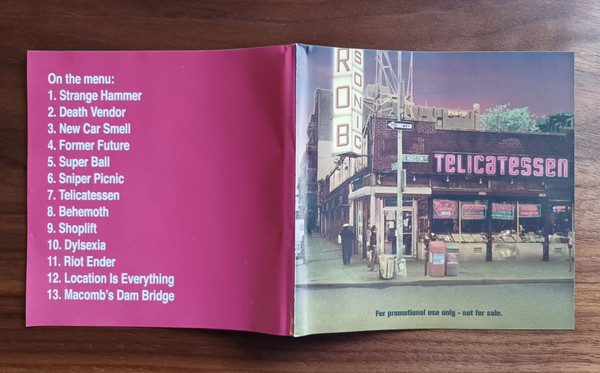 On the menu:
1. Strange Hammer
2. Death Vendor
3. New Car Smell
4. Former Future
5. Super Ball
6. Sniper Picnic
7. Telicatessen
8. Behemoth
9. Shoplift
10. Dylsexia
11. Riot Ender
12. Location Is Everything
13. Macomb's Dam Bridge
ROB
SONIC
TELICATESSEN
For promotional use only - not for sale.